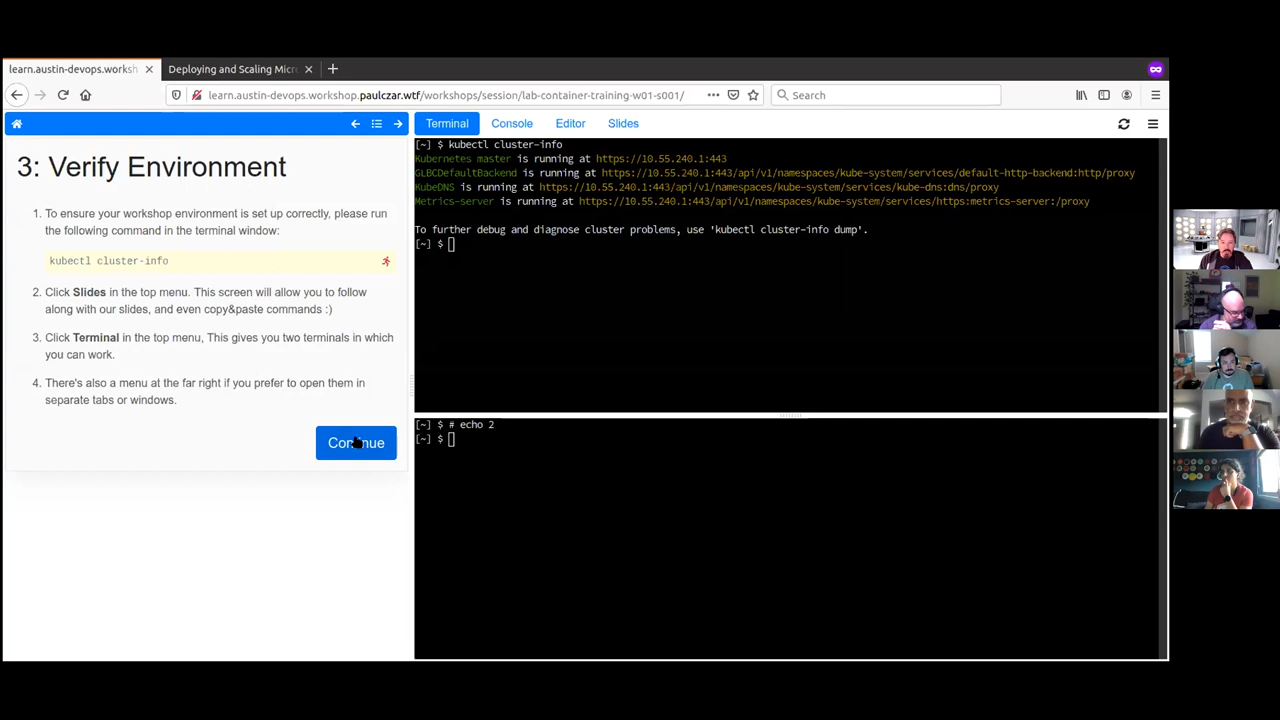 learn.austin-devops.worksh
Deploying and Scaling Micr
learn.austin-devops.workshop.paulczar.wtf/workshops/session/lab-container-training-w01-s001/
Search
Terminal
Console
Editor
Slides
3: Verify Environment
1. To ensure your workshop environment is set up correctly, please run
the following command in the terminal window:
kubectl cluster-info
2. Click Slides in the top menu. This screen will allow you to follow
along with our slides, and even copy&paste commands :)
3. Click Terminal in the top menu, This gives you two terminals in which
you can work.
4. There's also a menu at the far right if you prefer to open them in
separate tabs or windows.
Continue
[~] $ kubectl cluster-info
Kubernetes master is running at https://10.55.240.1:443
GLBCDefaultBackend is running at https://10.55.240.1:443/api/v1/namespaces/kube-system/services/default-http-backend:http/proxy
KubeDNS is running at https://10.55.240.1:443/api/v1/namespaces/kube-system/services/kube-dns:dns/proxy
Metrics-server is running at https://10.55.240.1:443/api/v1/namespaces/kube-system/services/https:metrics-server:/proxy
To further debug and diagnose cluster problems, use 'kubectl cluster-info dump'.
[~] $
[~] $ # echo 2
[~] $